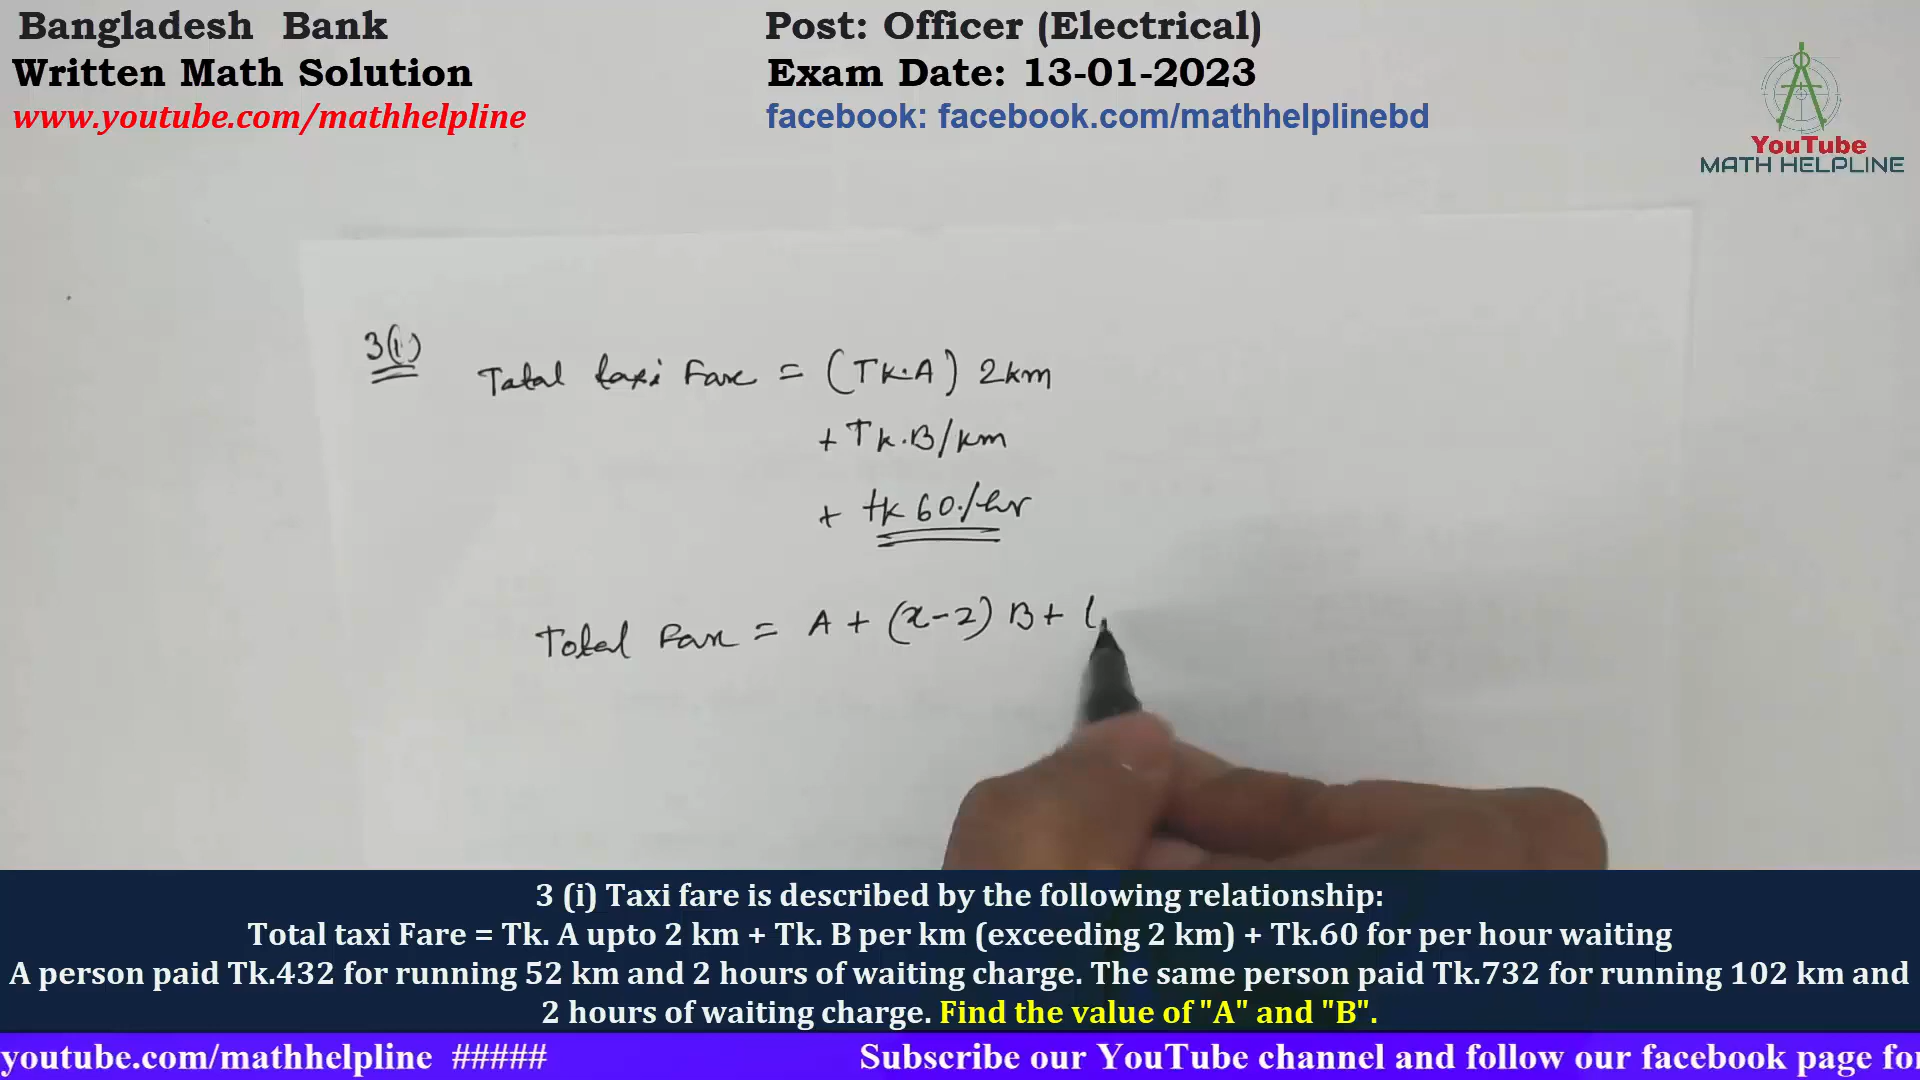 Bangladesh Bank
Written Math Solution
www.youtube.com/mathhelpline
Post: Officer (Electrical)
Exam Date: 13-01-2023
facebook: facebook.com/mathhelplinebd
YouTube
MATH HELPLINE
3(i)
Total taxi Fare = (Tk.A) 2km
+ Tk.B/km
+ tk 60./hr
Total Fare = A + (x-2) B + (
3 (i) Taxi fare is described by the following relationship:
Total taxi Fare = Tk. A upto 2 km + Tk. B per km (exceeding 2 km) + Tk.60 for per hour waiting
A person paid Tk.432 for running 52 km and 2 hours of waiting charge. The same person paid Tk.732 for running 102 km and
2 hours of waiting charge. Find the value of "A" and "B".
youtube.com/mathhelpline ##### Subscribe our YouTube channel and follow our facebook page for